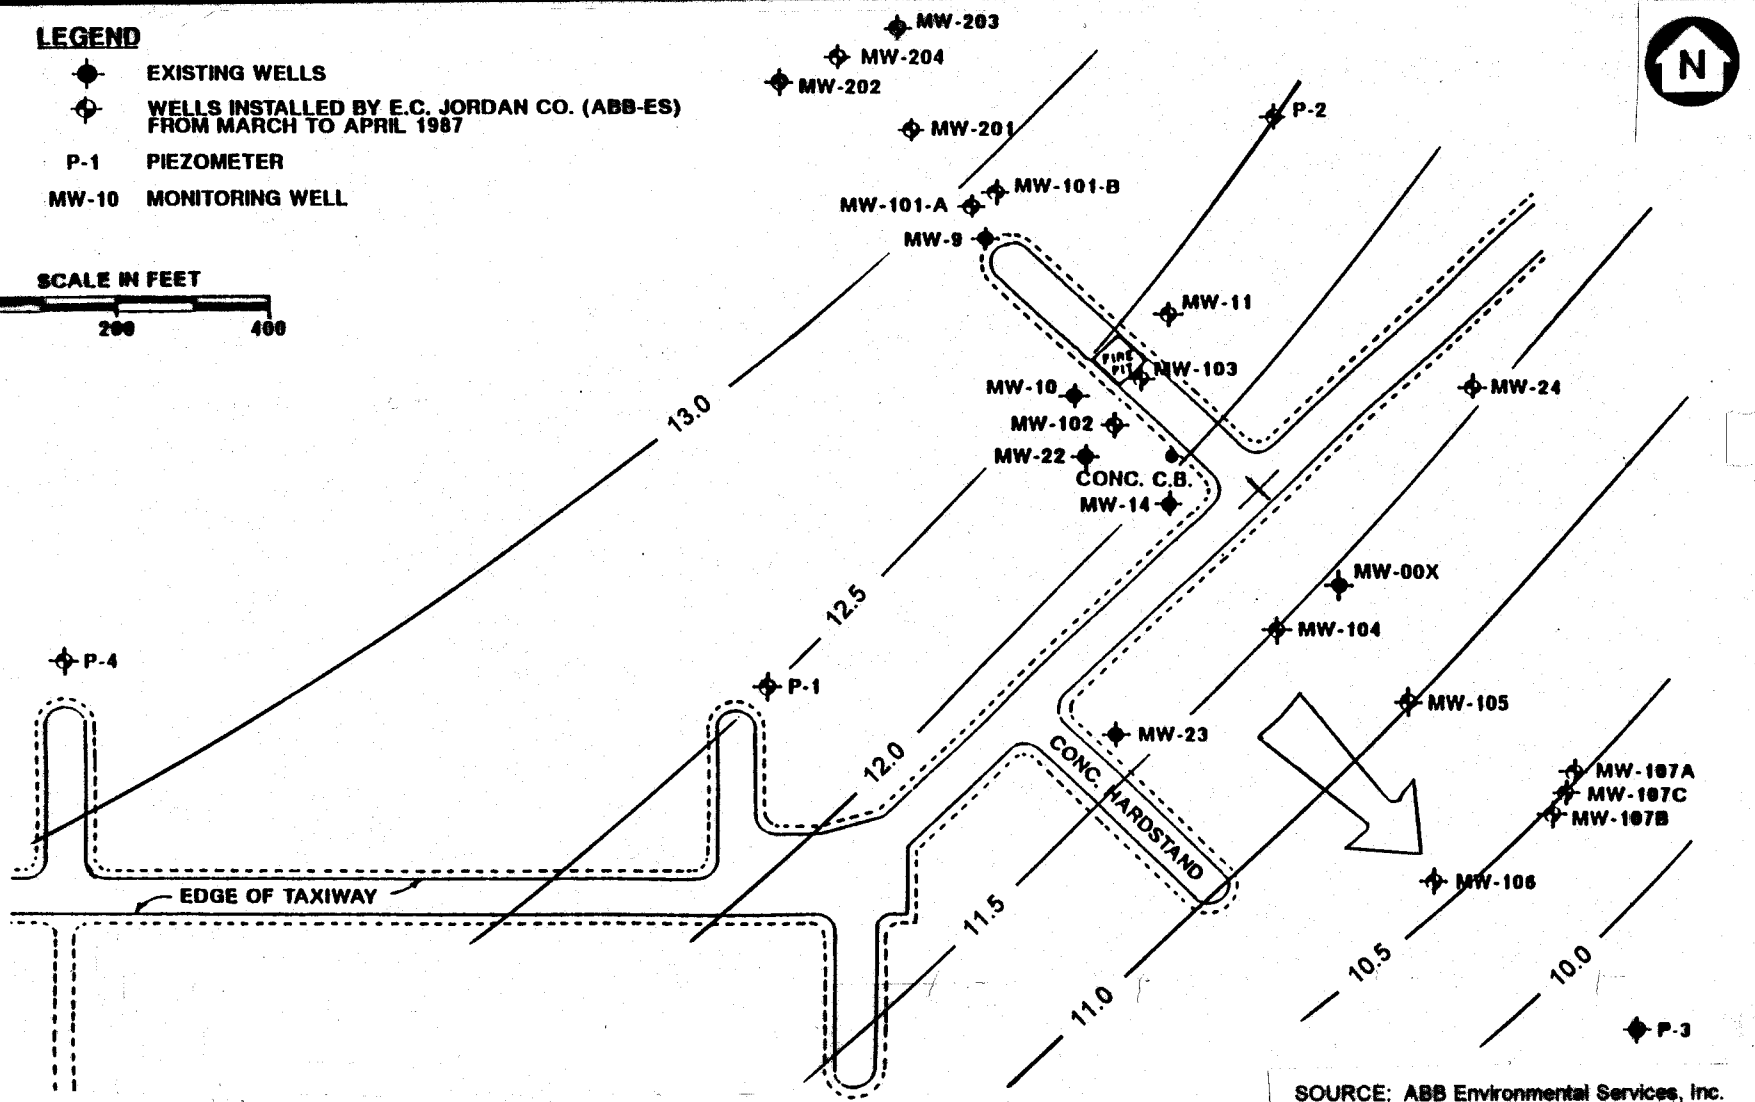 LEGEND
EXISTING WELLS
WELLS INSTALLED BY E.C. JORDAN CO. (ABB-ES)
FROM MARCH TO APRIL 1987
P-1 PIEZOMETER
MW-10 MONITORING WELL
SCALE IN FEET
200 400
N
MW-203
MW-204
MW-202
MW-201
P-2
MW-101-B
MW-101-A
MW-9
MW-11
FIRE
PIT
MW-103
MW-10
MW-24
13.0
MW-102
MW-22
CONC. C.B.
MW-14
MW-00X
12.5
MW-104
P-4
P-1
MW-105
MW-23
12.0
CONC. HARDSTAND
MW-107A
MW-107C
MW-107B
MW-106
EDGE OF TAXIWAY
11.5
10.5
10.0
11.0
P-3
SOURCE: ABB Environmental Services, Inc.